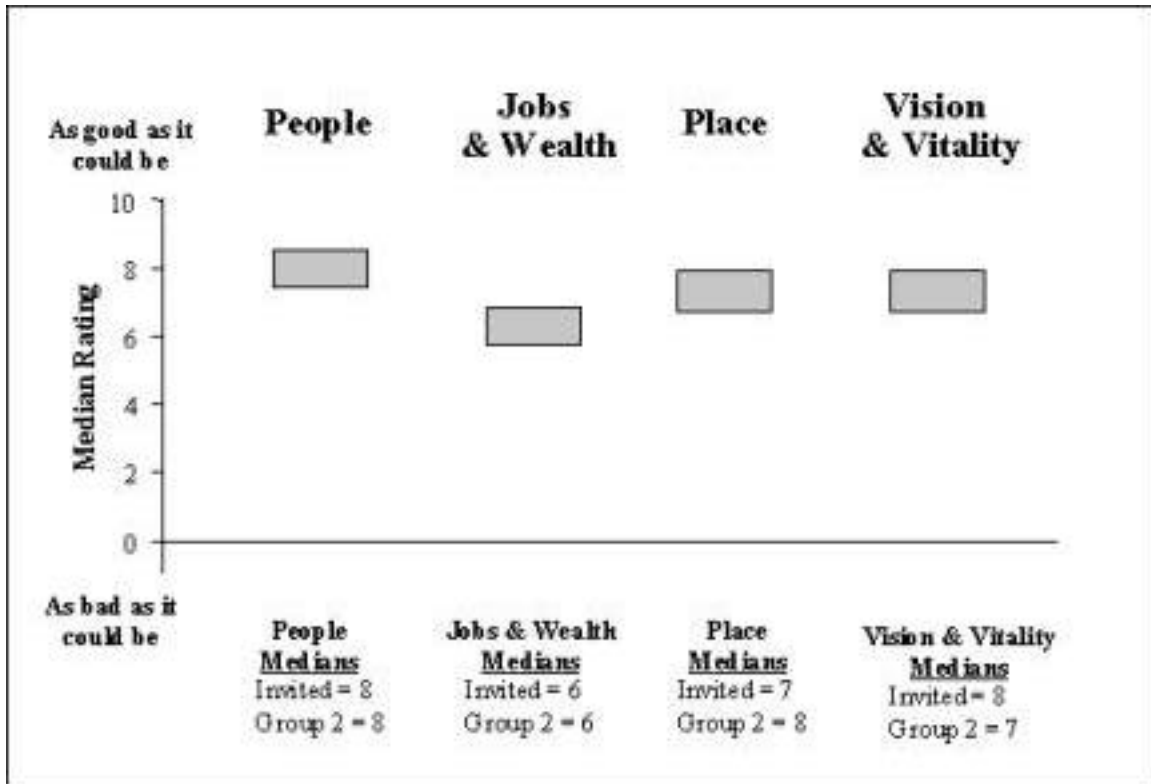 As good as it
could be
People
Jobs
& Wealth
Place
Vision
& Vitality
10
8
6
4
2
0
Median Rating
As bad as it
could be
People
Medians
Invited = 8
Group 2 = 8
Jobs & Wealth
Medians
Invited = 6
Group 2 = 6
Place
Medians
Invited = 7
Group 2 = 8
Vision & Vitality
Medians
Invited = 8
Group 2 = 7